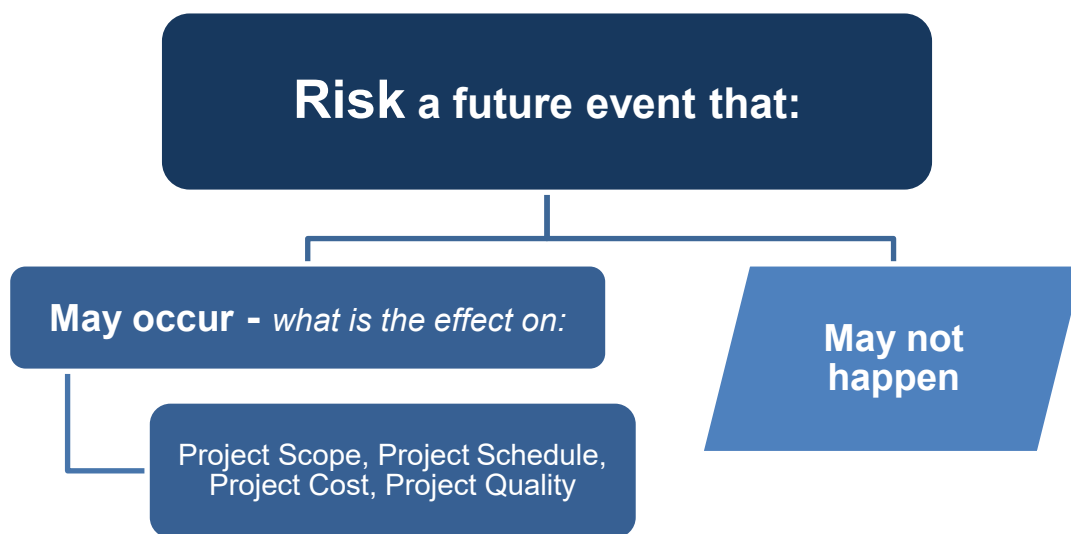 Risk a future event that:
May occur - what is the effect on:
May not
happen
Project Scope, Project Schedule,
Project Cost, Project Quality